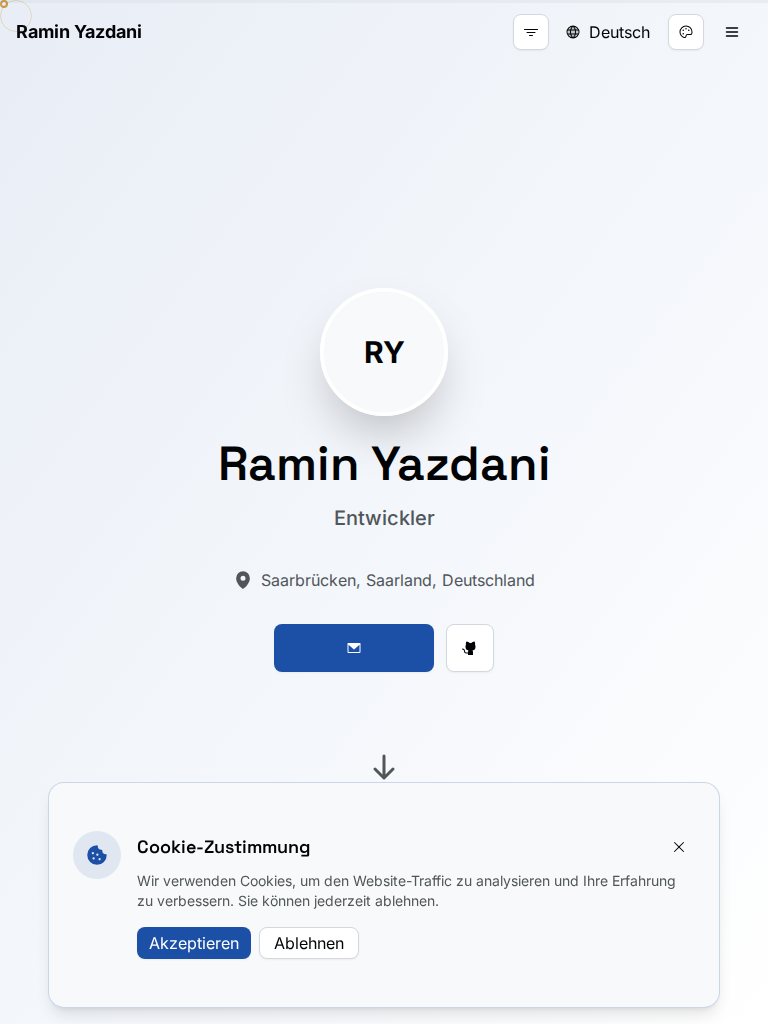 Ramin Yazdani
Deutsch
RY
Ramin Yazdani
Entwickler
Saarbrücken, Saarland, Deutschland
Cookie-Zustimmung
Wir verwenden Cookies, um den Website-Traffic zu analysieren und Ihre Erfahrung
zu verbessern. Sie können jederzeit ablehnen.
Akzeptieren
Ablehnen